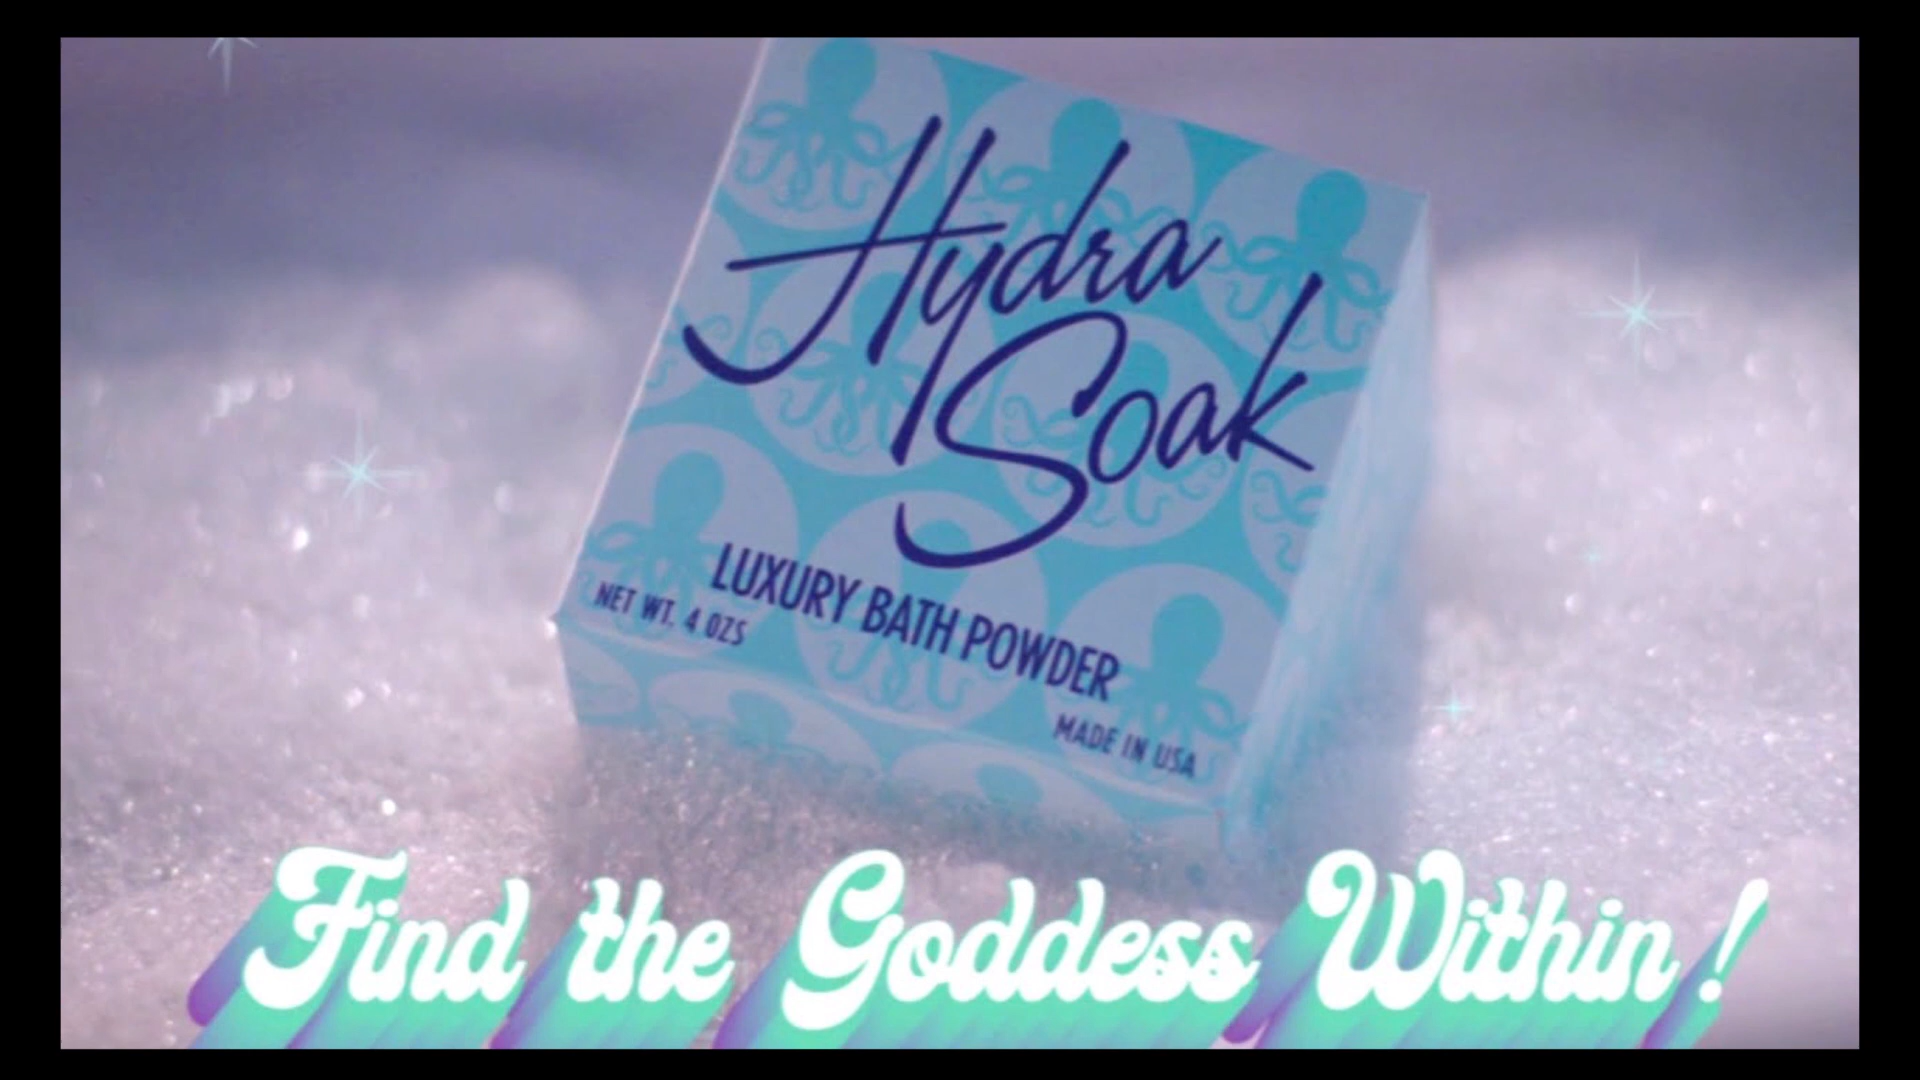 Hydra
Soak
LUXURY BATH POWDER
NET WT. 4 OZS
MADE IN USA
Find the Goddess Within!